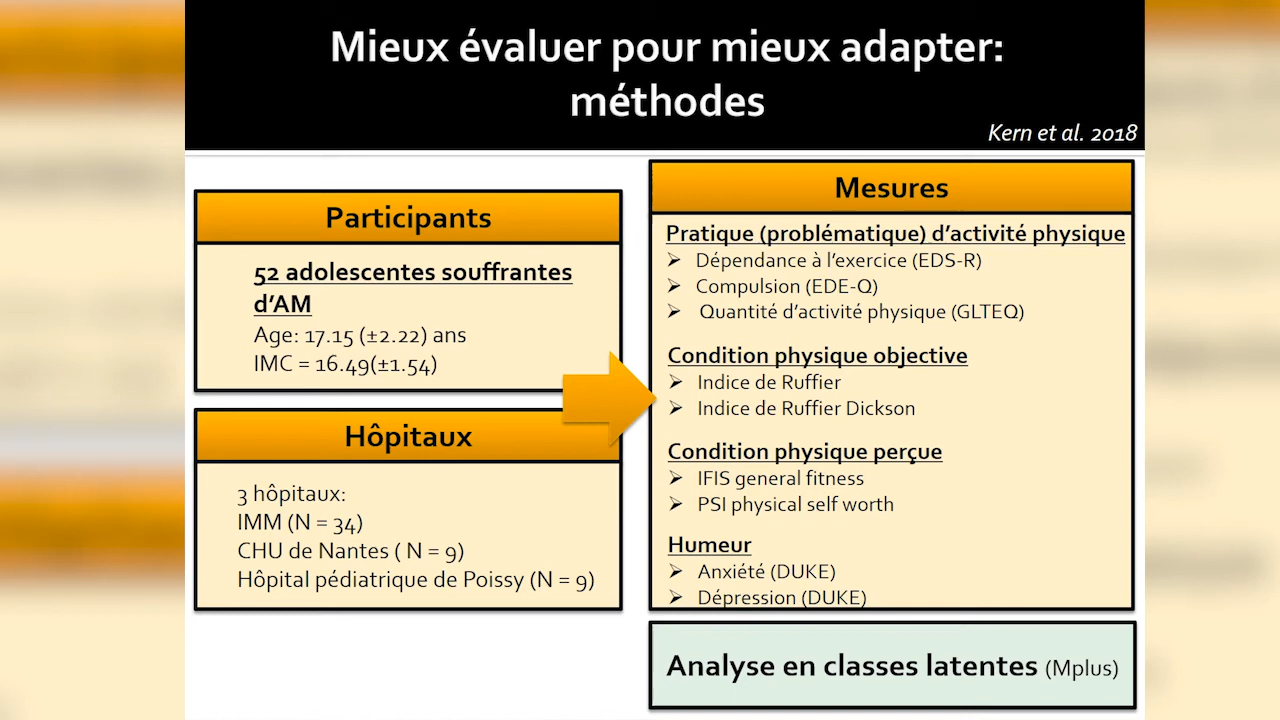 Mieux évaluer pour mieux adapter:
méthodes
Kern et al. 2018
Participants
52 adolescentes souffrantes
d'AM
Age: 17.15 (±2.22) ans
IMC = 16.49(±1.54)
Hôpitaux
3 hôpitaux:
IMM (N = 34)
CHU de Nantes ( N = 9)
Hôpital pédiatrique de Poissy (N = 9)
Mesures
Pratique (problématique) d'activité physique
➢ Dépendance à l'exercice (EDS-R)
➢ Compulsion (EDE-Q)
➢ Quantité d'activité physique (GLTEQ)
Condition physique objective
➢ Indice de Ruffier
➢ Indice de Ruffier Dickson
Condition physique perçue
➢ IFIS general fitness
➢ PSI physical self worth
Humeur
➢ Anxiété (DUKE)
➢ Dépression (DUKE)
Analyse en classes latentes (Mplus)